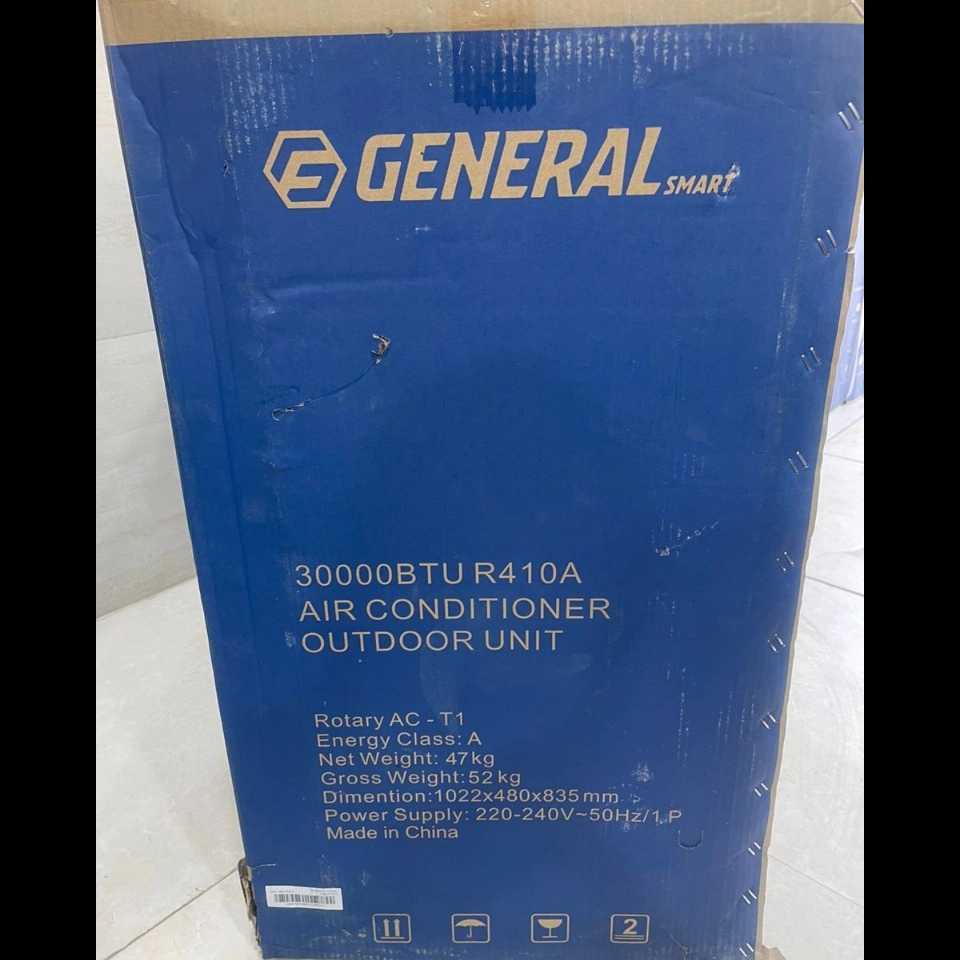 GENERAL SMART
30000BTU R410A
AIR CONDITIONER
OUTDOOR UNIT
Rotary AC - T1
Energy Class: A
Net Weight: 47kg
Gross Weight: 52 kg
Dimention: 1022x480x835 mm
Power Supply: 220-240V~50Hz/1 P
Made in China
2